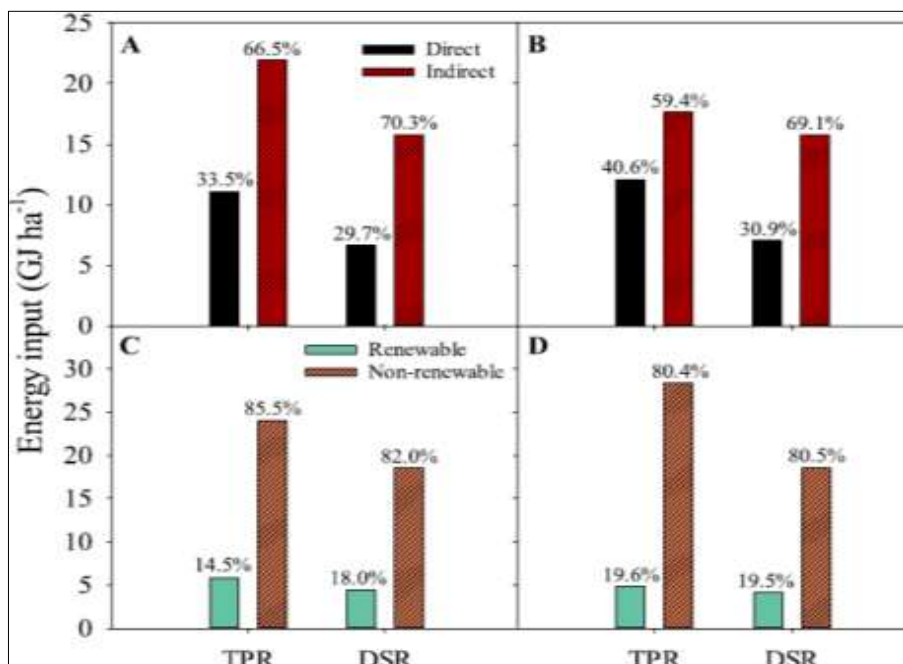 Energy input (GJ ha⁻¹)
25
20
15
10
5
0
A
66.5%
Direct
Indirect
70.3%
33.5%
29.7%
B
59.4%
69.1%
40.6%
30.9%
30
25
20
15
10
5
0
C
Renewable
Non-renewable
85.5%
82.0%
14.5%
18.0%
D
80.4%
80.5%
19.6%
19.5%
TPR
DSR
TPR
DSR